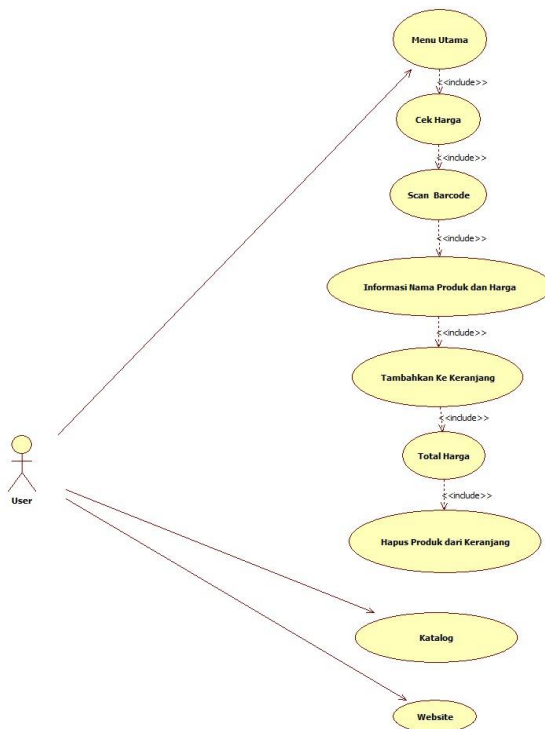 Menu Utama
<<include>>
Cek Harga
<<include>>
Scan Barcode
<<include>>
Informasi Nama Produk dan Harga
<<include>>
Tambahkan Ke Keranjang
<<include>>
Total Harga
<<include>>
Hapus Produk dari Keranjang
User
Katalog
Website